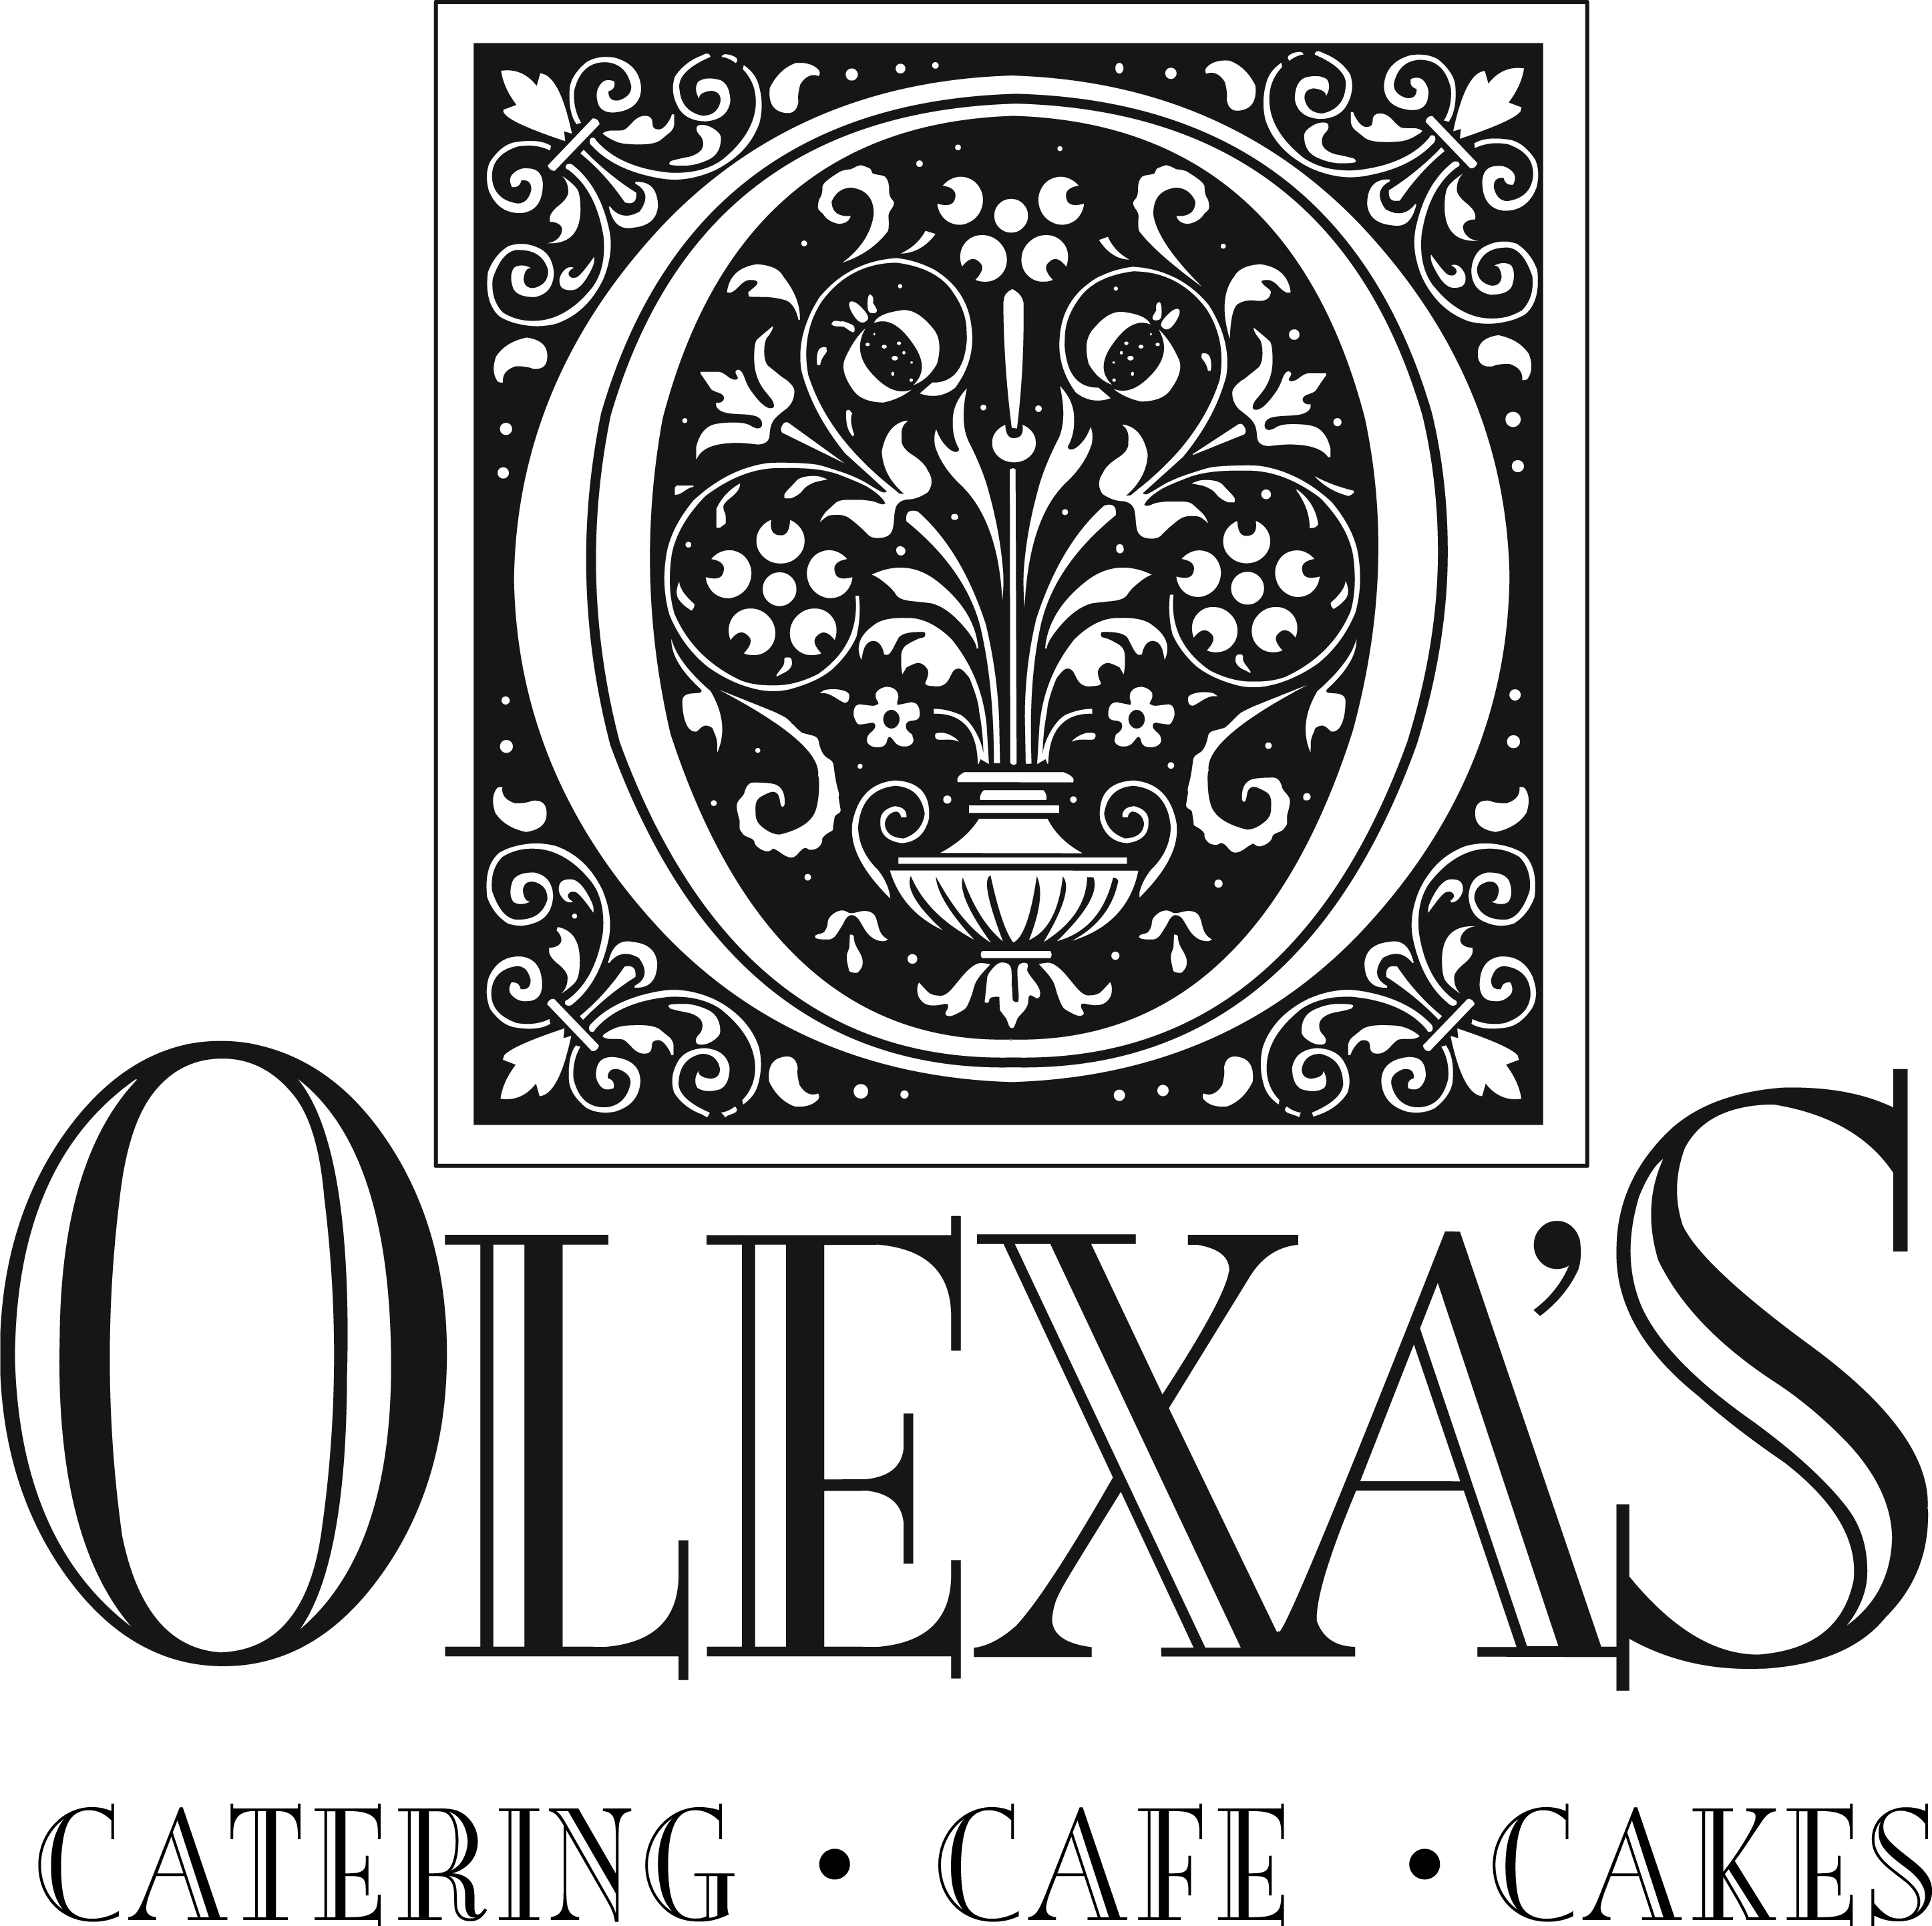 OLEXA'S
CATERING • CAFE • CAKES